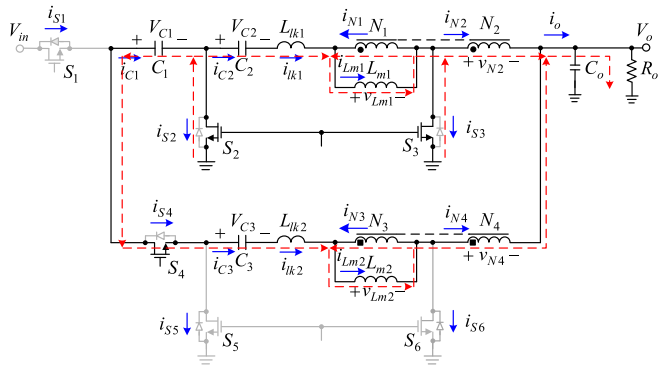 V_in i_S1 S_1
+ V_C1 − i_C1 C_1
+ V_C2 − i_C2 C_2
L_lk1 i_lk1
i_N1 N_1 i_N2 N_2 i_o V_o
i_Lm1 L_m1 + v_Lm1 −
+ v_N2 − C_o R_o
i_S2 S_2 S_3 i_S3
i_S4 S_4
+ V_C3 − i_C3 C_3
L_lk2 i_lk2
i_N3 N_3 i_N4 N_4
i_Lm2 L_m2 + v_Lm2 −
+ v_N4 −
i_S5 S_5 S_6 i_S6